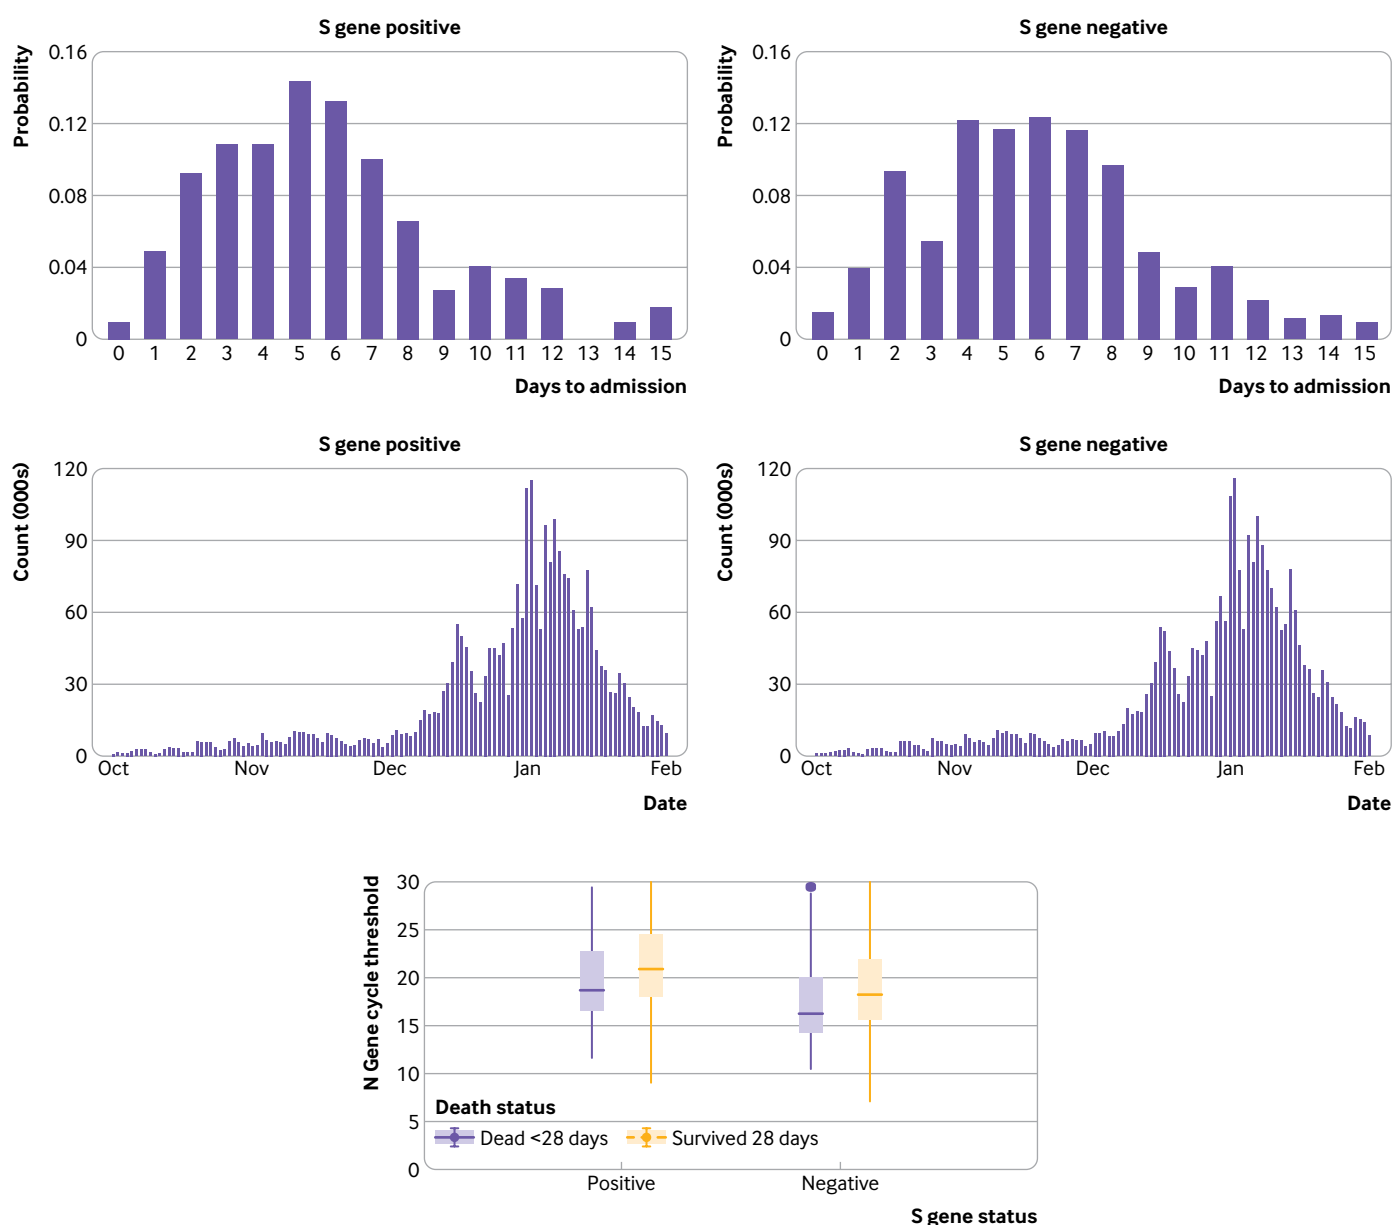 S gene positive
Probability
0.16
0.12
0.08
0.04
0
0 1 2 3 4 5 6 7 8 9 10 11 12 13 14 15
Days to admission
S gene negative
Probability
0.16
0.12
0.08
0.04
0
0 1 2 3 4 5 6 7 8 9 10 11 12 13 14 15
Days to admission
S gene positive
Count (000s)
120
90
60
30
0
Oct Nov Dec Jan Feb
Date
S gene negative
Count (000s)
120
90
60
30
0
Oct Nov Dec Jan Feb
Date
N Gene cycle threshold
30
25
20
15
10
5
0
Death status
Dead <28 days Survived 28 days
Positive Negative
S gene status